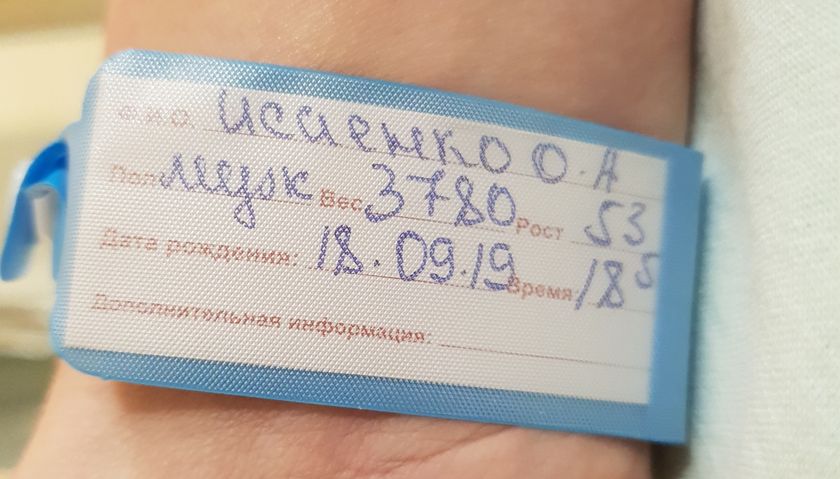 Ф.И.О. Исаенко О.А
Пол муж Вес 3780 Рост 53
Дата рождения: 18.09.19 Время 18⁵
Дополнительная информация: